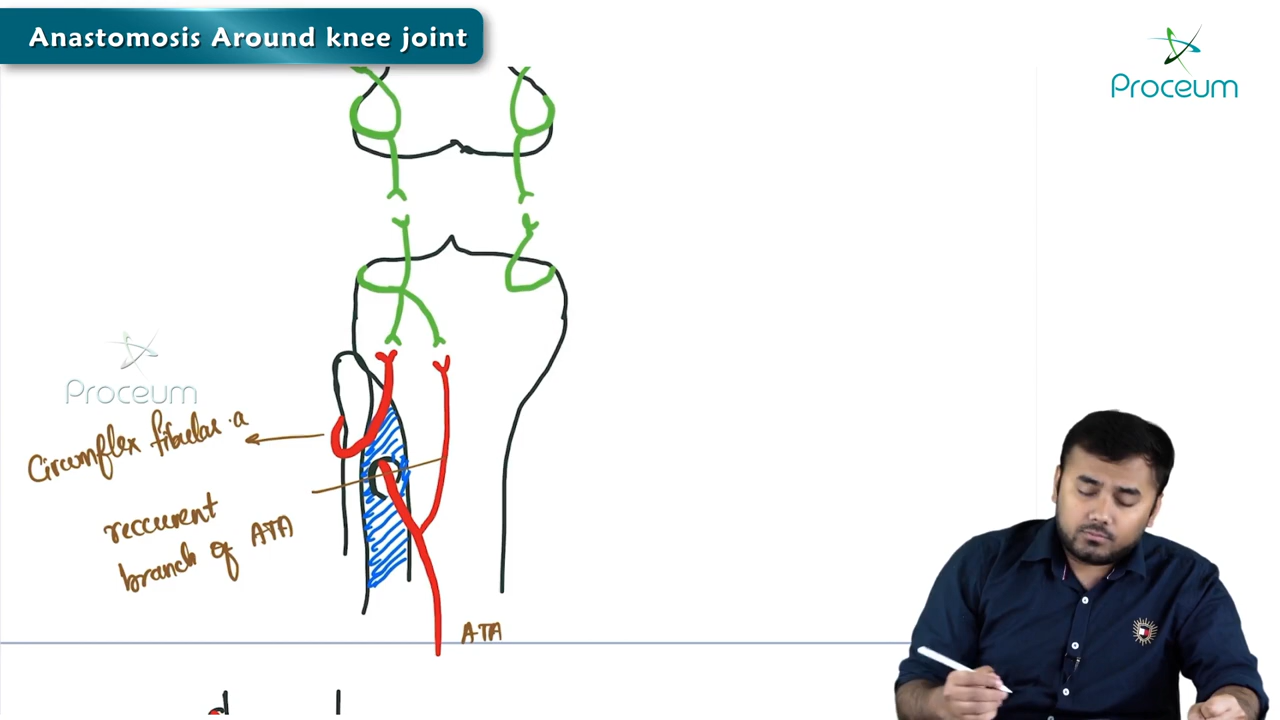 Anastomosis Around knee joint
Proceum
Proceum
Circumflex fibular a
reccurent
branch of ATA
ATA